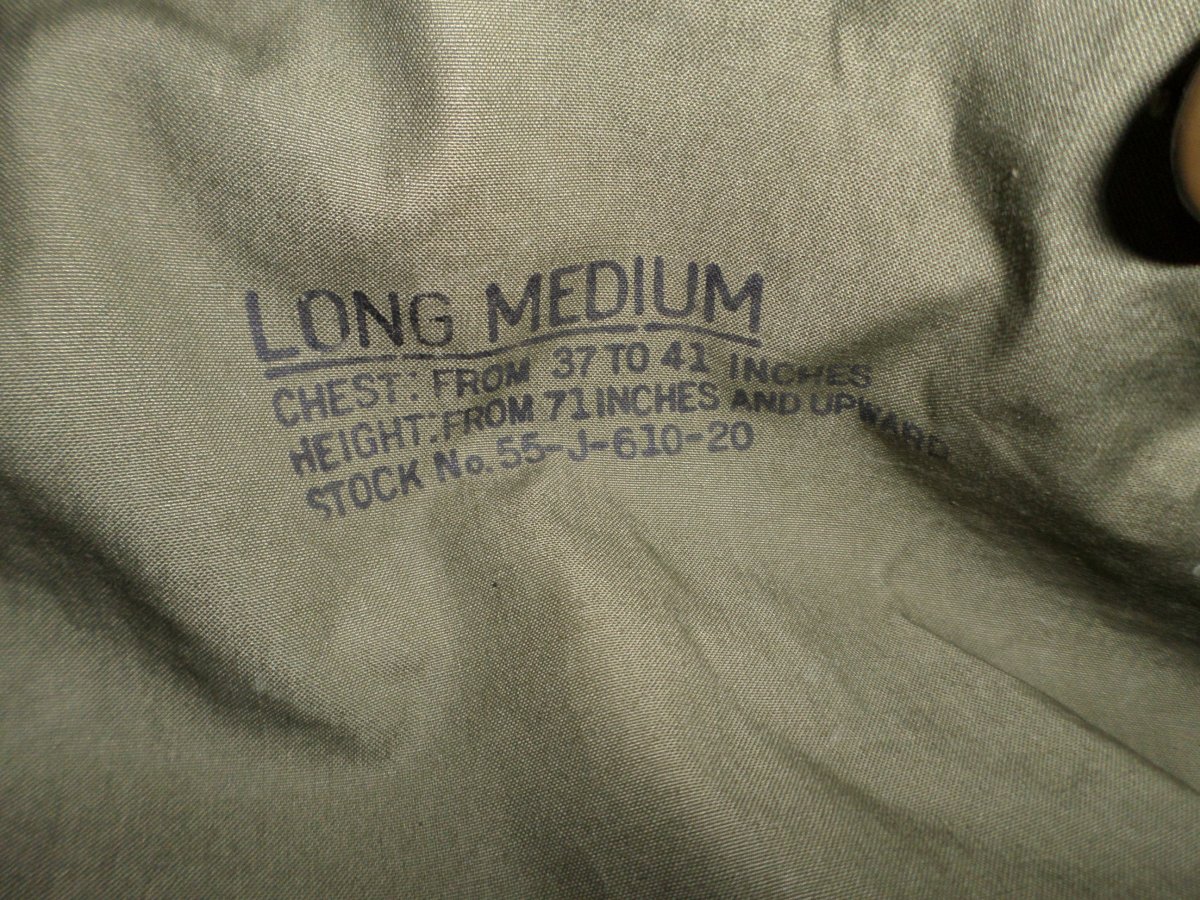 LONG MEDIUM
CHEST: FROM 37 TO 41 INCHES
HEIGHT: FROM 71 INCHES AND UPWARD
STOCK No. 55-J-610-20